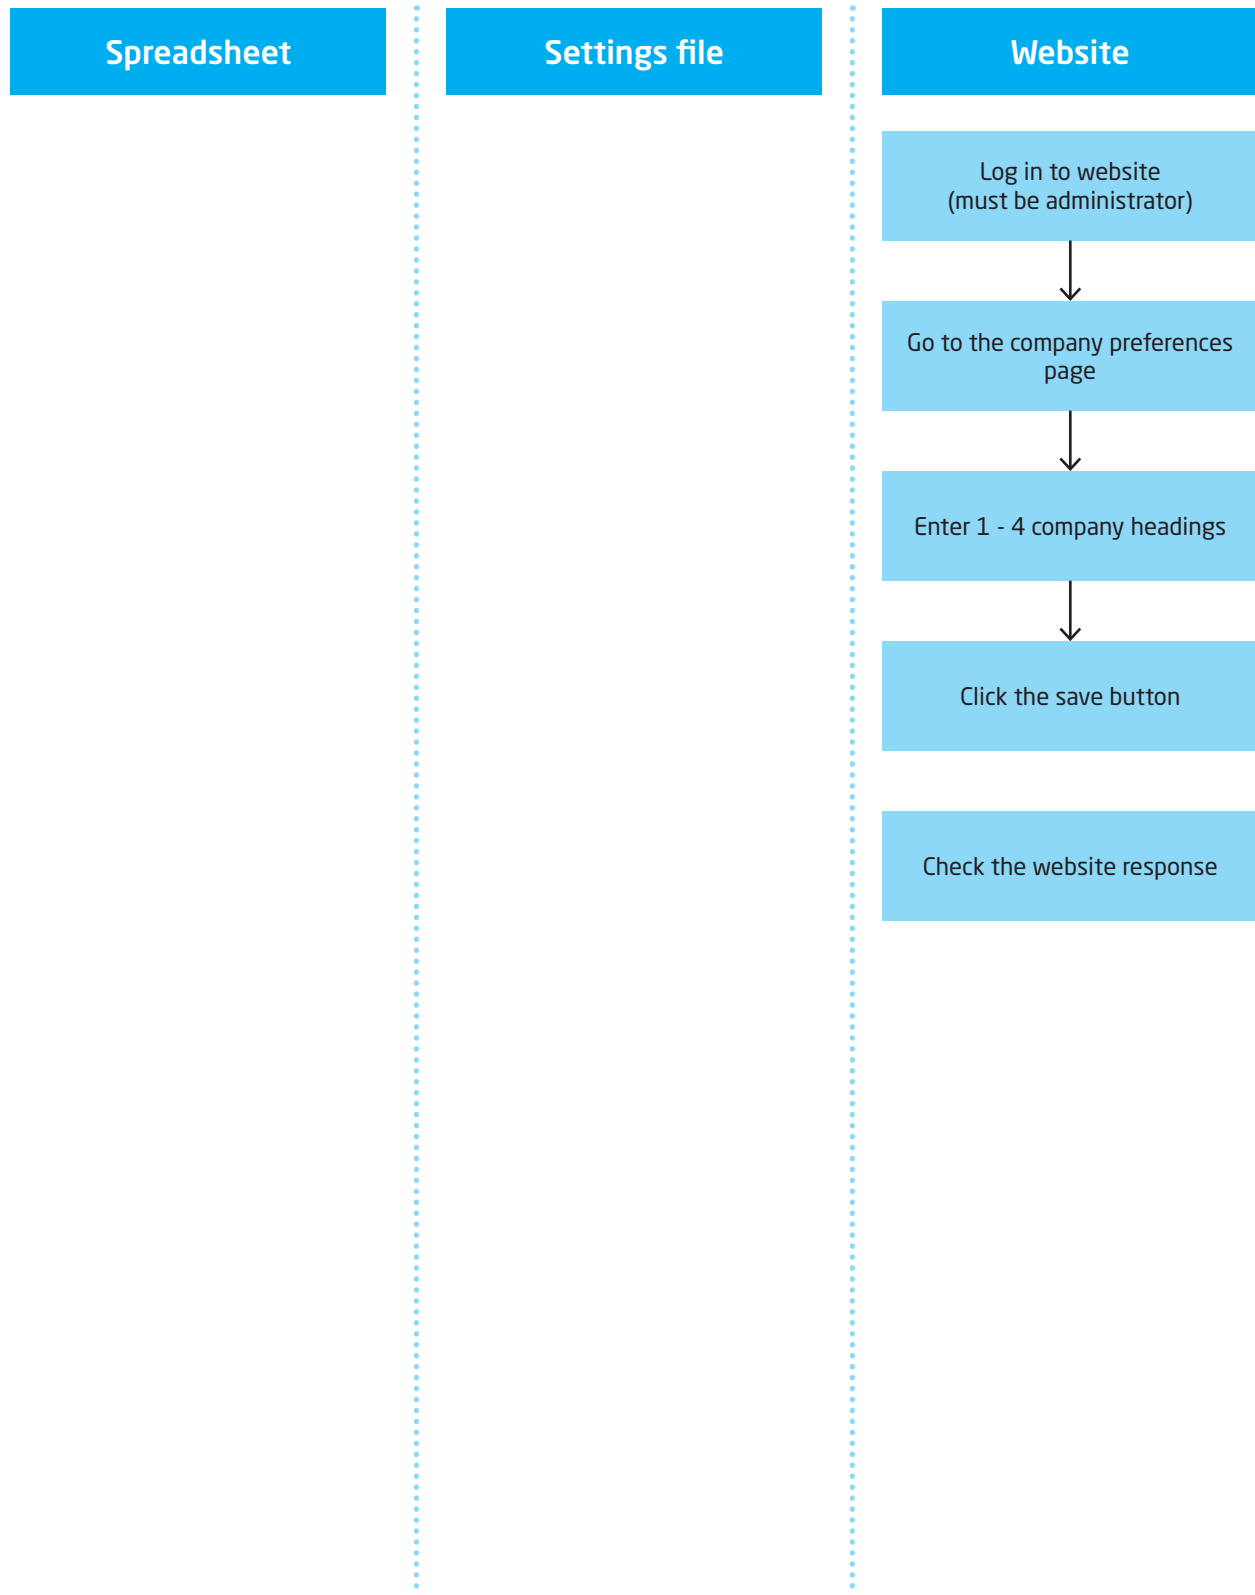 Spreadsheet
Settings file
Website
Log in to website
(must be administrator)
Go to the company preferences
page
Enter 1 - 4 company headings
Click the save button
Check the website response